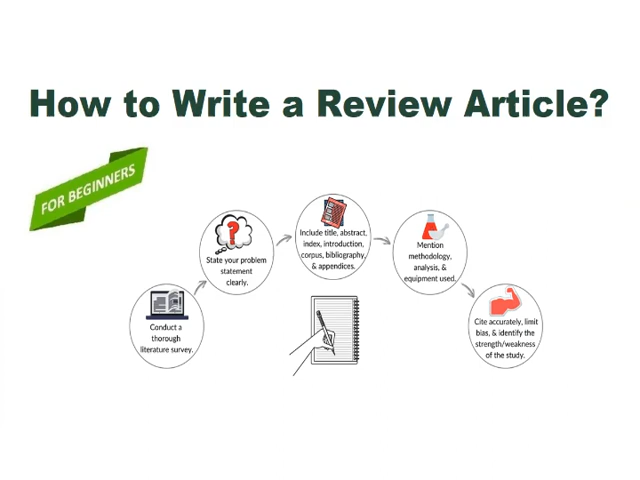 How to Write a Review Article?
FOR BEGINNERS
Conduct a
thorough
literature survey.
State your problem
statement
clearly.
Include title, abstract,
index, introduction,
corpus, bibliography,
& appendices.
Mention
methodology,
analysis, &
equipment used.
Cite accurately, limit
bias, & identify the
strength/weakness
of the study.